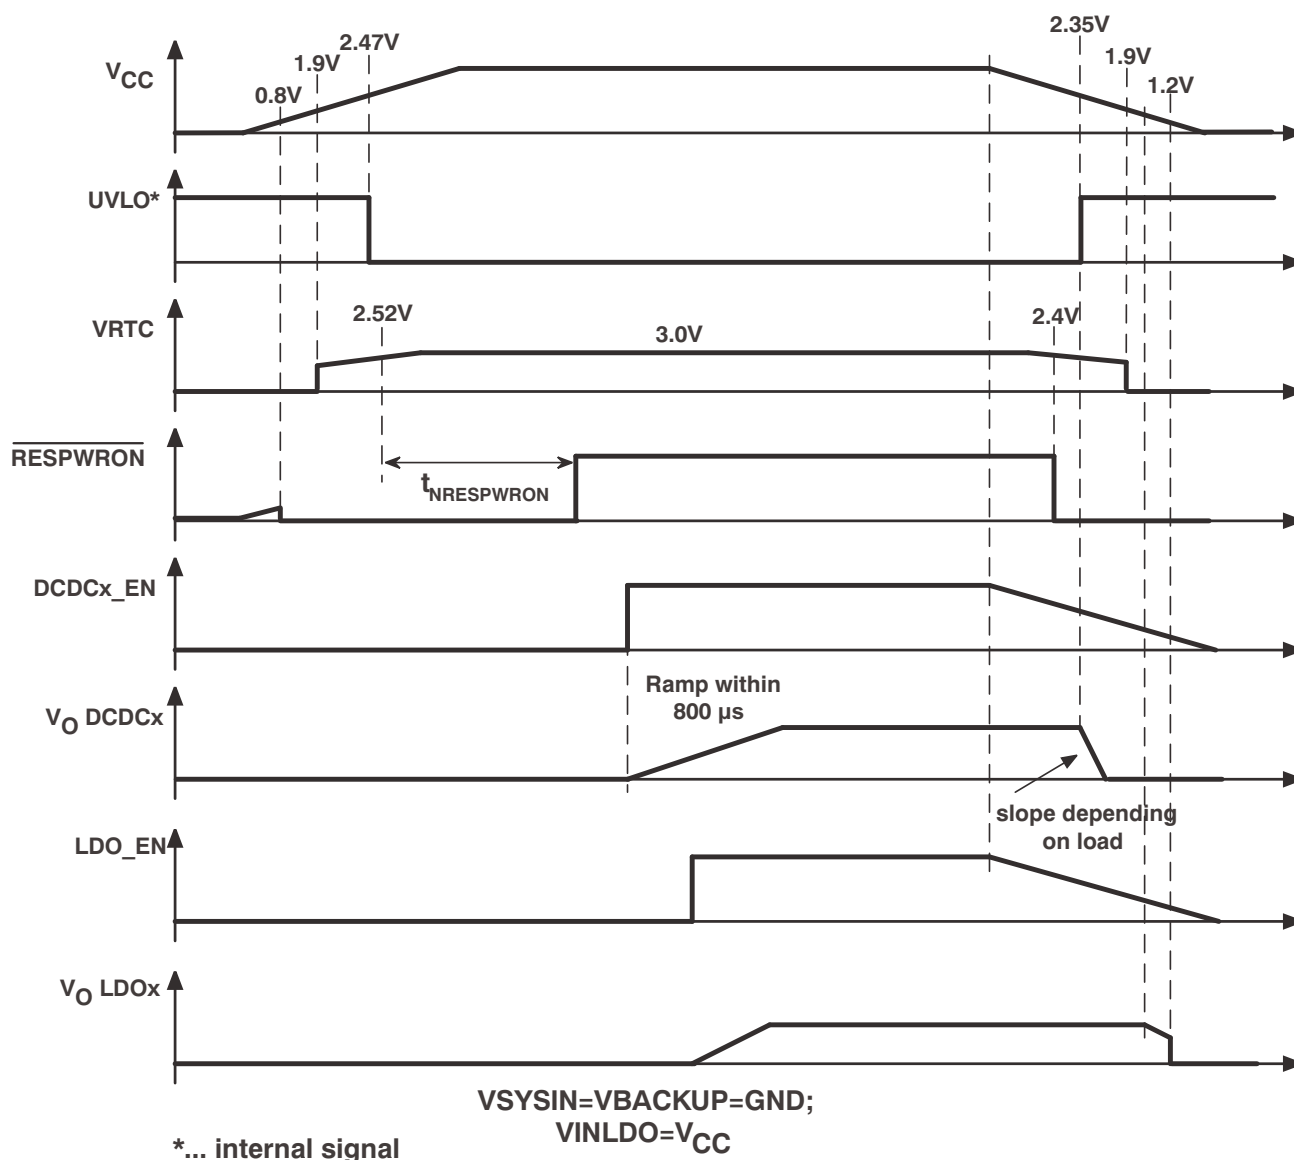 2.35V
2.47V
1.9V
1.9V
VCC
0.8V
1.2V
UVLO*
VRTC
2.52V
3.0V
2.4V
RESPWRON
tNRESPWRON
DCDCx_EN
Ramp within
800 µs
VO DCDCx
slope depending
on load
LDO_EN
VO LDOx
VSYSIN=VBACKUP=GND;
VINLDO=VCC
*... internal signal